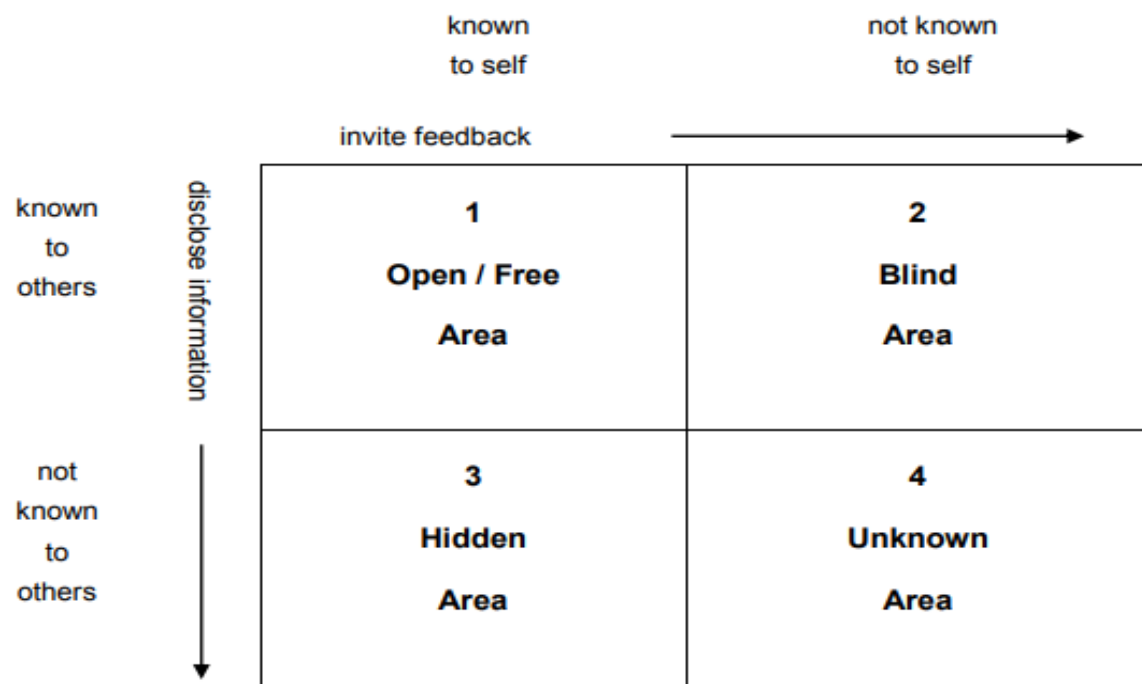 known
to self
not known
to self
invite feedback
known
to
others
disclose information
1
Open / Free
Area
2
Blind
Area
not
known
to
others
3
Hidden
Area
4
Unknown
Area